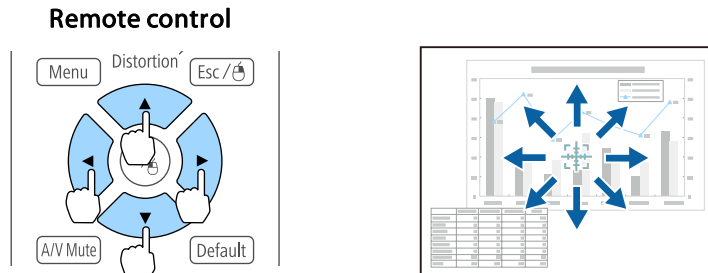 Remote control
Distortion´
Menu
Esc /
A/V Mute
Default